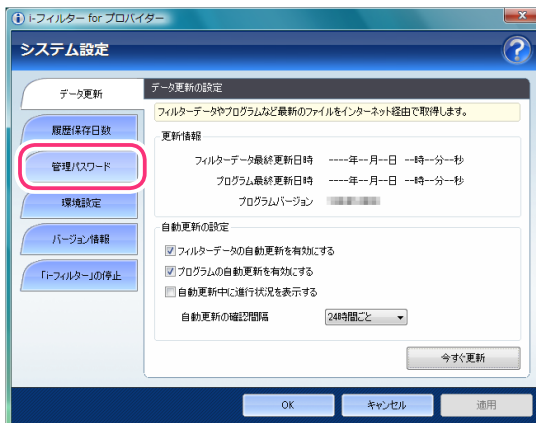 i-フィルター for プロバイダー
システム設定
データ更新
履歴保存日数
管理パスワード
環境設定
バージョン情報
「i-フィルター」の停止
データ更新の設定
フィルターデータやプログラムなど最新のファイルをインターネット経由で取得します。
更新情報
フィルターデータ最終更新日時 ----年--月--日 --時--分--秒
プログラム最終更新日時 ----年--月--日 --時--分--秒
プログラムバージョン
自動更新の設定
フィルターデータの自動更新を有効にする
プログラムの自動更新を有効にする
自動更新中に進行状況を表示する
自動更新の確認間隔 24時間ごと
今すぐ更新
OK キャンセル 適用